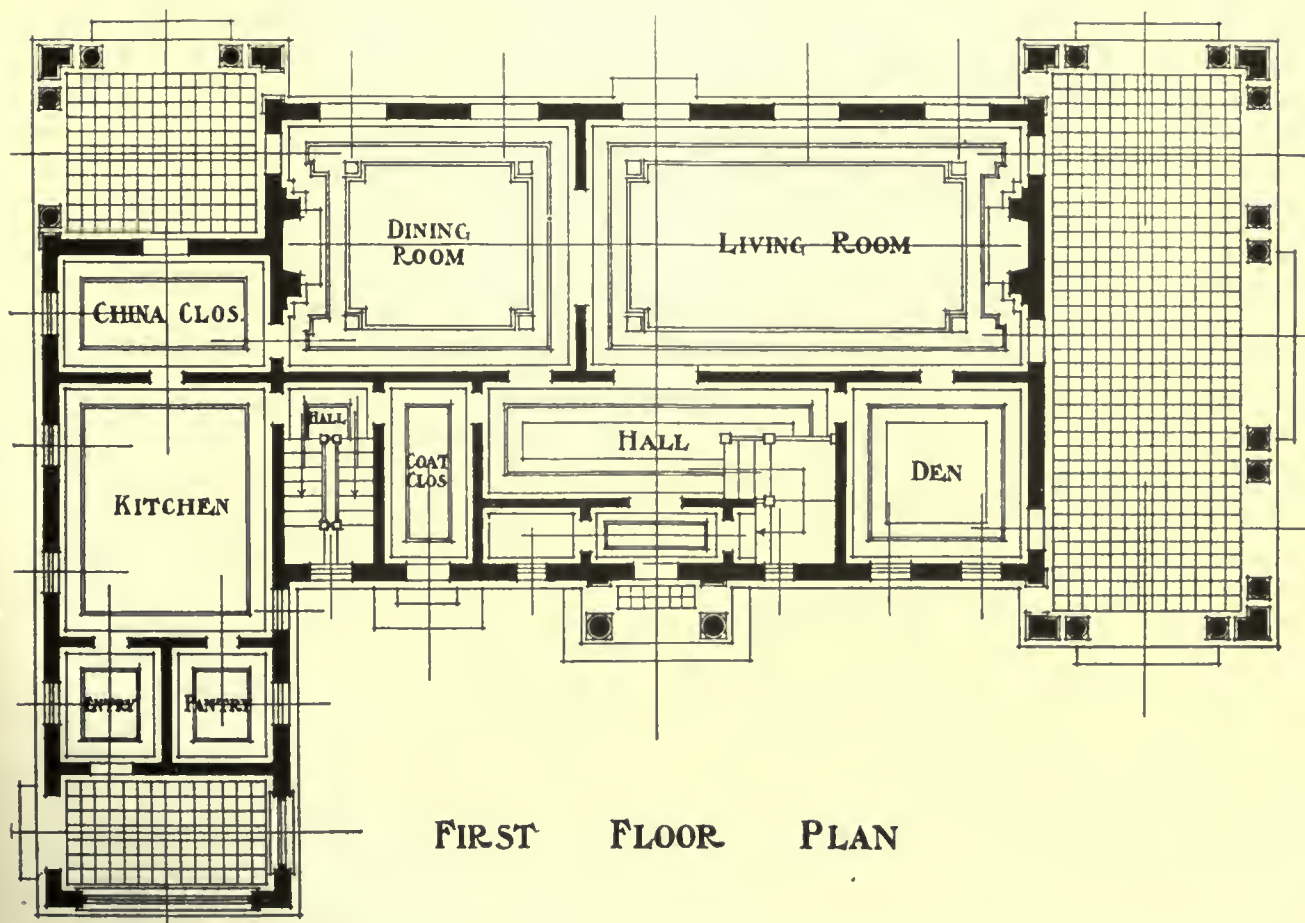 DINING
ROOM
LIVING ROOM
CHINA CLOS.
HALL
COAT
CLOS
HALL
DEN
KITCHEN
ENTRY
PANTRY
FIRST FLOOR PLAN